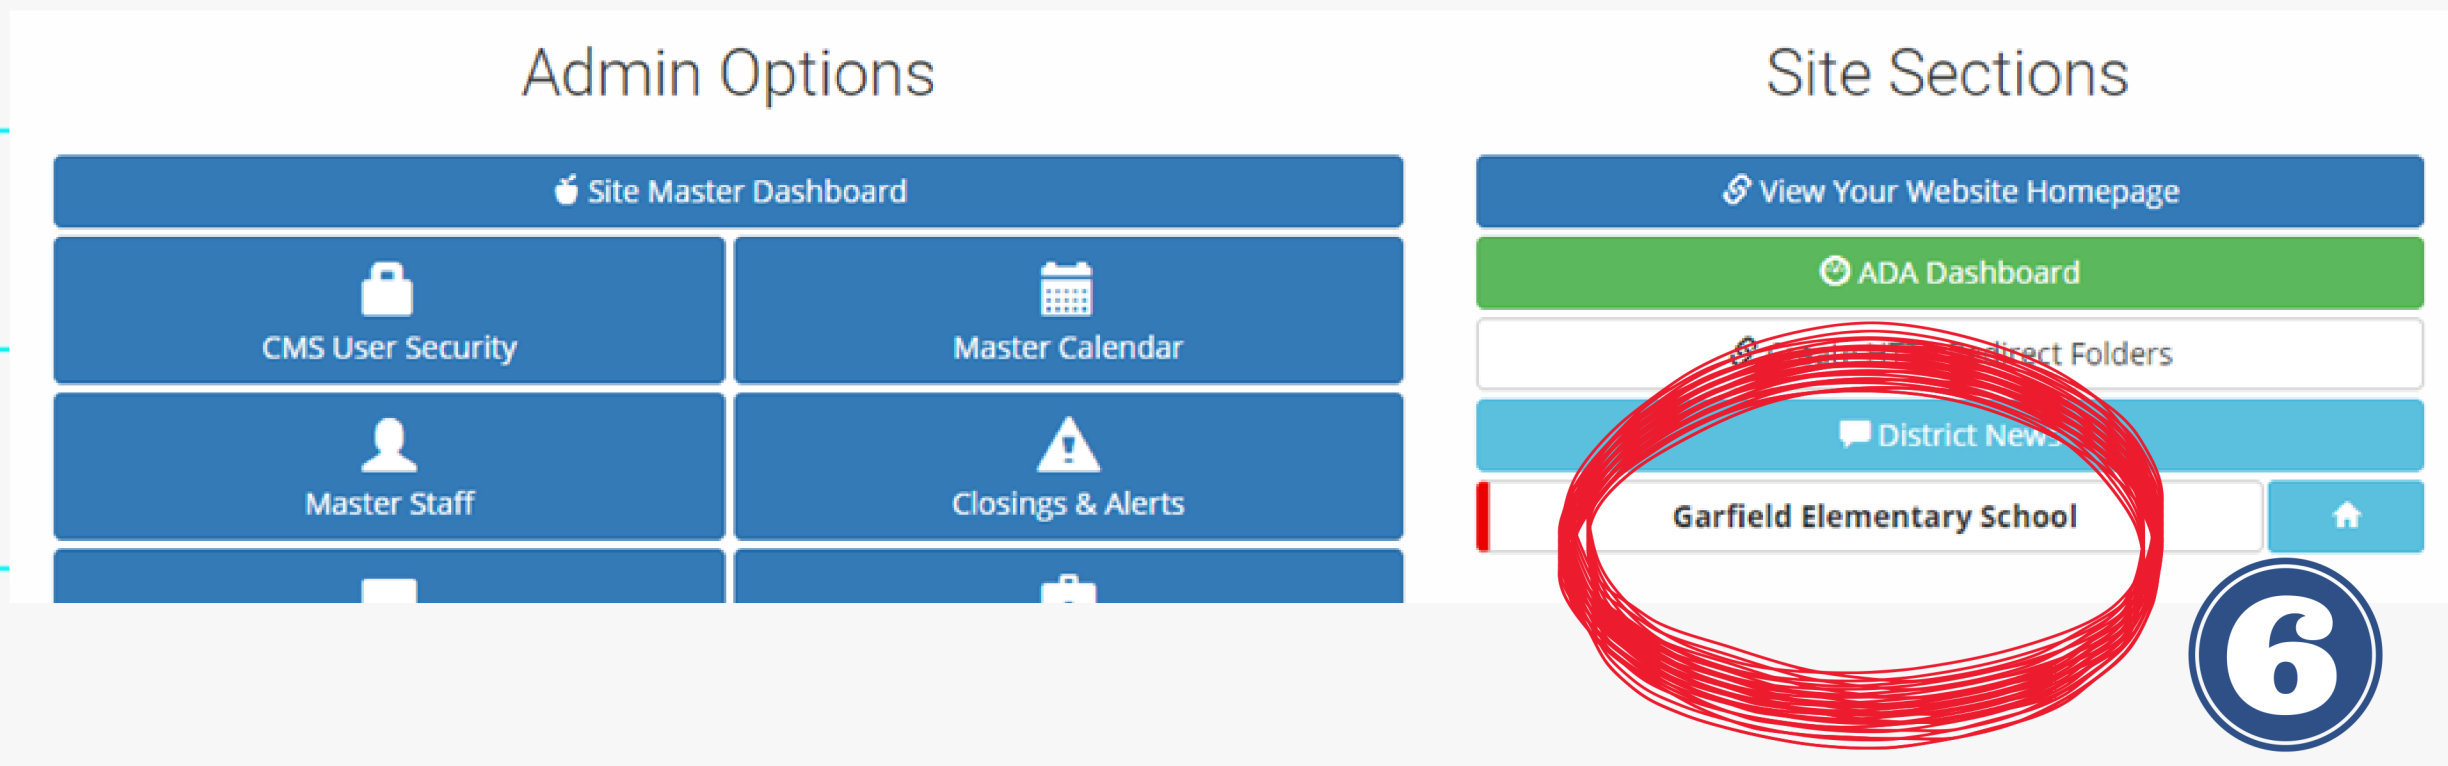 Admin Options
Site Master Dashboard
CMS User Security
Master Calendar
Master Staff
Closings & Alerts
Site Sections
View Your Website Homepage
ADA Dashboard
Folders
District News
Garfield Elementary School
6